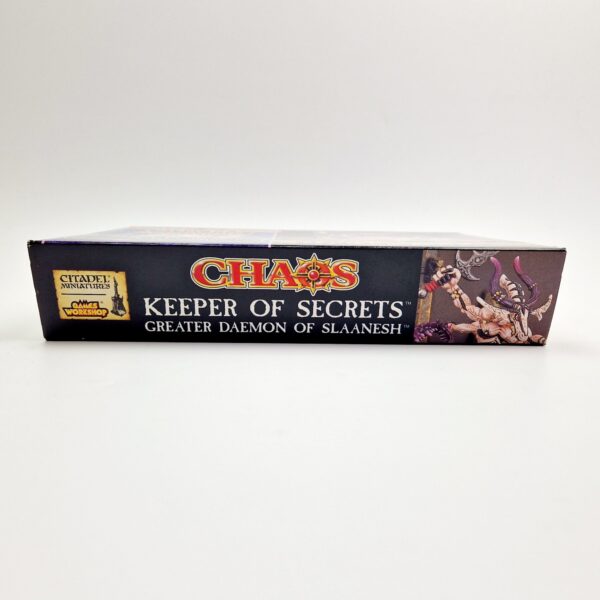 CITADEL
MINIATURES
GAMES
WORKSHOP
CHAOS
KEEPER OF SECRETS™
GREATER DAEMON OF SLAANESH™